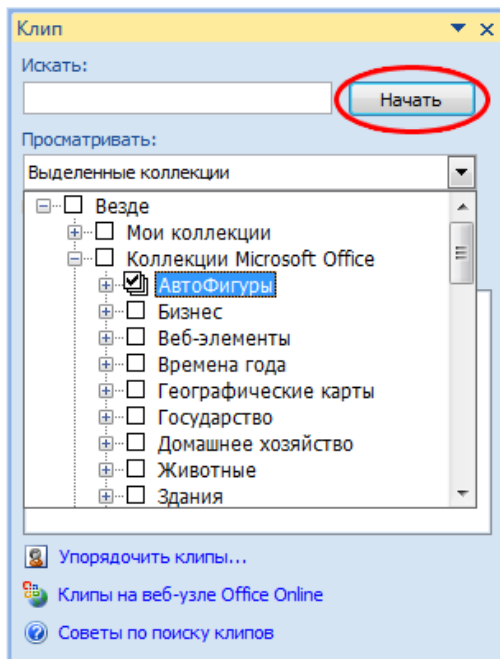 Клип
Искать:
Начать
Просматривать:
Выделенные коллекции
Везде
Мои коллекции
Коллекции Microsoft Office
АвтоФигуры
Бизнес
Веб-элементы
Времена года
Географические карты
Государство
Домашнее хозяйство
Животные
Здания
Упорядочить клипы...
Клипы на веб-узле Office Online
Советы по поиску клипов